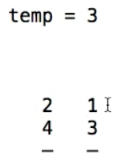 temp = 3
2 1
4 3
_ _